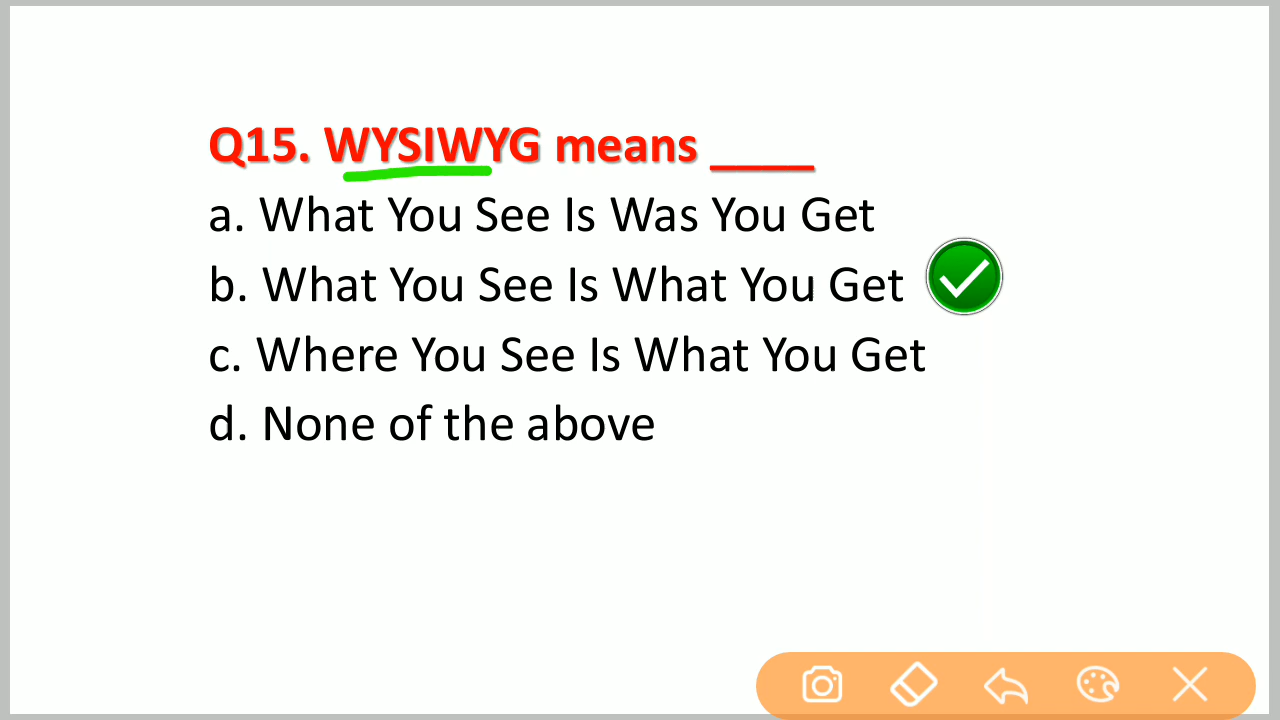 Q15. WYSIWYG means ____
a. What You See Is Was You Get
b. What You See Is What You Get
c. Where You See Is What You Get
d. None of the above